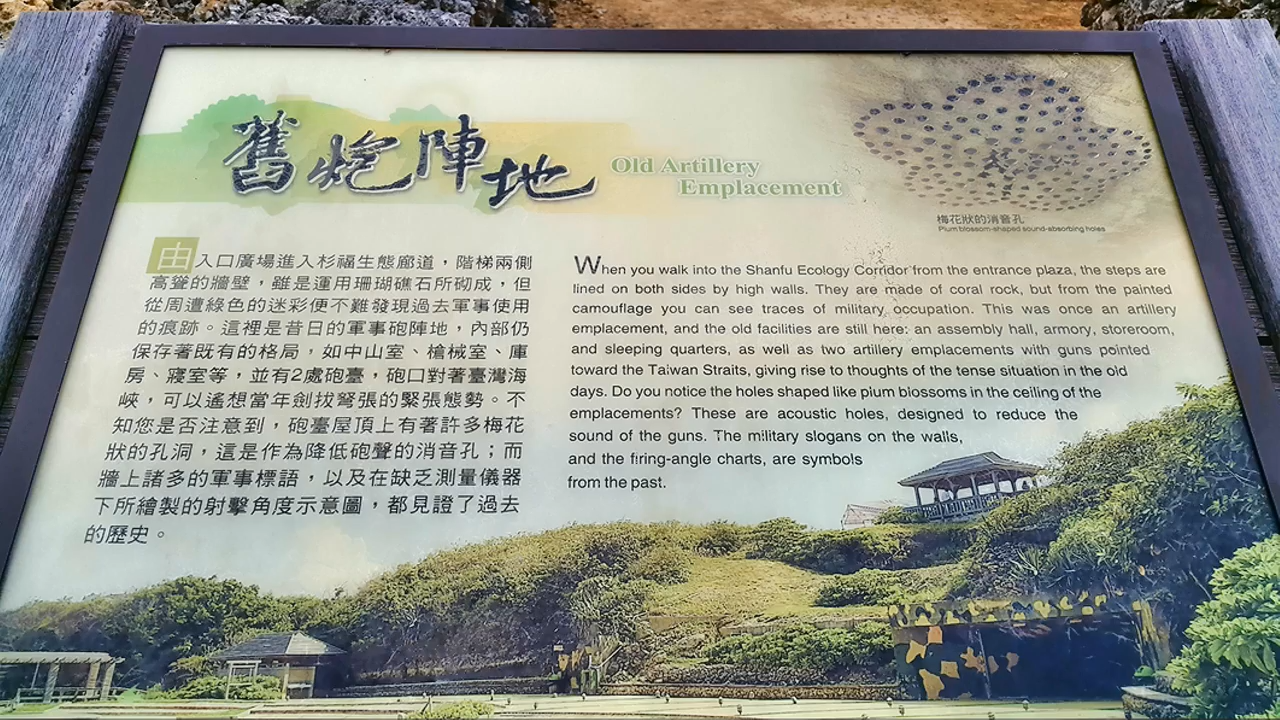 舊炮陣地
Old Artillery
Emplacement
梅花狀的消音孔
Plum blossom-shaped sound-absorbing holes
由入口廣場進入杉福生態廊道，階梯兩側
高聳的牆壁，雖是運用珊瑚礁石所砌成，但
從周遭綠色的迷彩便不難發現過去軍事使用
的痕跡。這裡是昔日的軍事砲陣地，內部仍
保存著既有的格局，如中山室、槍械室、庫
房、寢室等，並有2處砲臺，砲口對著臺灣海
峽，可以遙想當年劍拔弩張的緊張態勢。不
知您是否注意到，砲臺屋頂上有著許多梅花
狀的孔洞，這是作為降低砲聲的消音孔；而
牆上諸多的軍事標語，以及在缺乏測量儀器
下所繪製的射擊角度示意圖，都見證了過去
的歷史。
When you walk into the Shanfu Ecology Corridor from the entrance plaza, the steps are
lined on both sides by high walls. They are made of coral rock, but from the painted
camouflage you can see traces of military occupation. This was once an artillery
emplacement, and the old facilities are still here: an assembly hall, armory, storeroom,
and sleeping quarters, as well as two artillery emplacements with guns pointed
toward the Taiwan Straits, giving rise to thoughts of the tense situation in the old
days. Do you notice the holes shaped like plum blossoms in the ceiling of the
emplacements? These are acoustic holes, designed to reduce the
sound of the guns. The military slogans on the walls,
and the firing-angle charts, are symbols
from the past.